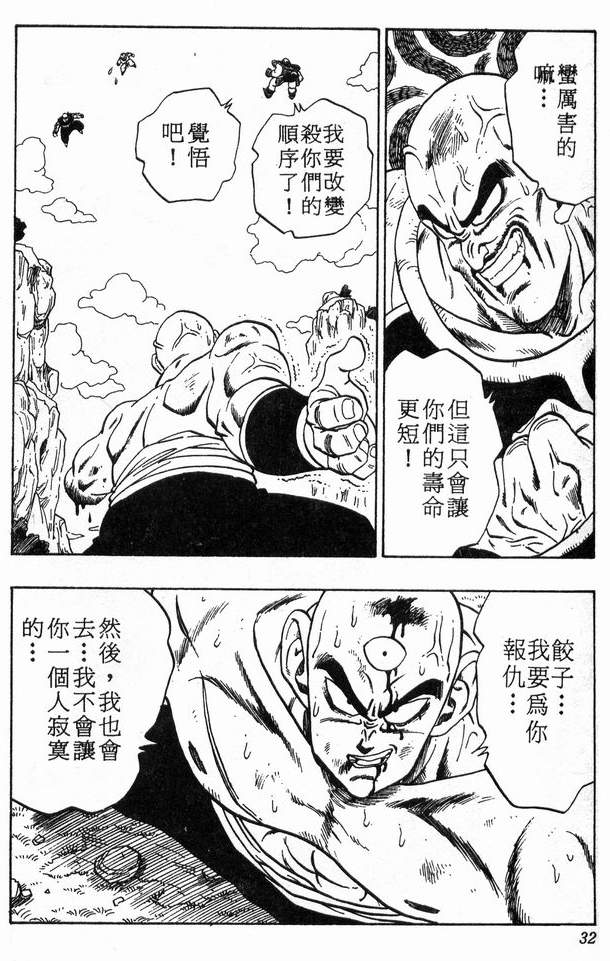 蠻厲害的
嘛…
但這只會讓
你們的壽命
更短！
我要改變
殺你們的
順序了！
覺悟
吧！
餃子…
我要為你
報仇…
然後，我也會
去…我不會讓
你一個人寂寞
的…
32